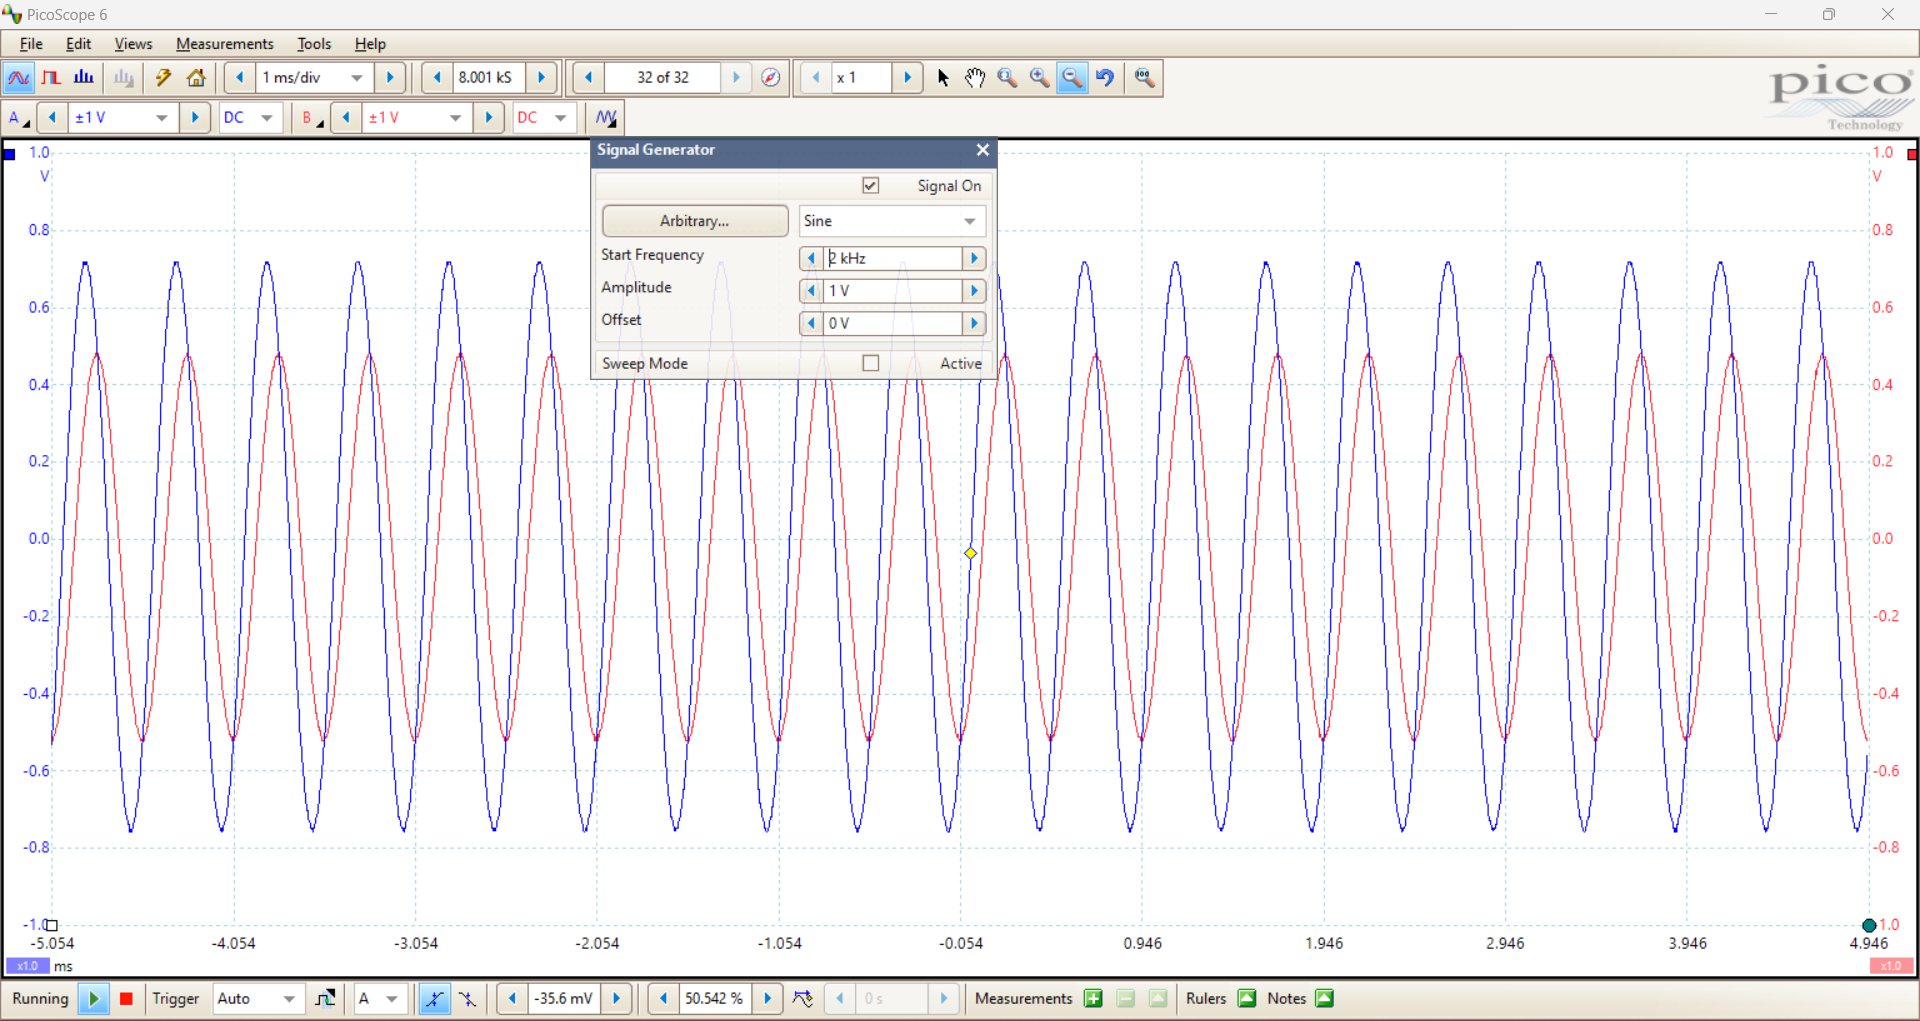 PicoScope 6
File Edit Views Measurements Tools Help
1 ms/div 8.001 kS 32 of 32 x 1
pico
Technology
A ±1 V DC B ±1 V DC
Signal Generator
Signal On
Arbitrary... Sine
Start Frequency 2 kHz
Amplitude 1 V
Offset 0 V
Sweep Mode Active
1.0 1.0
V V
0.8 0.8
0.6 0.6
0.4 0.4
0.2 0.2
0.0 0.0
-0.2 -0.2
-0.4 -0.4
-0.6 -0.6
-0.8 -0.8
-1.0 1.0
-5.054 -4.054 -3.054 -2.054 -1.054 -0.054 0.946 1.946 2.946 3.946 4.946
x1.0 ms x1.0
Running Trigger Auto A -35.6 mV 50.542 % 0 s Measurements Rulers Notes